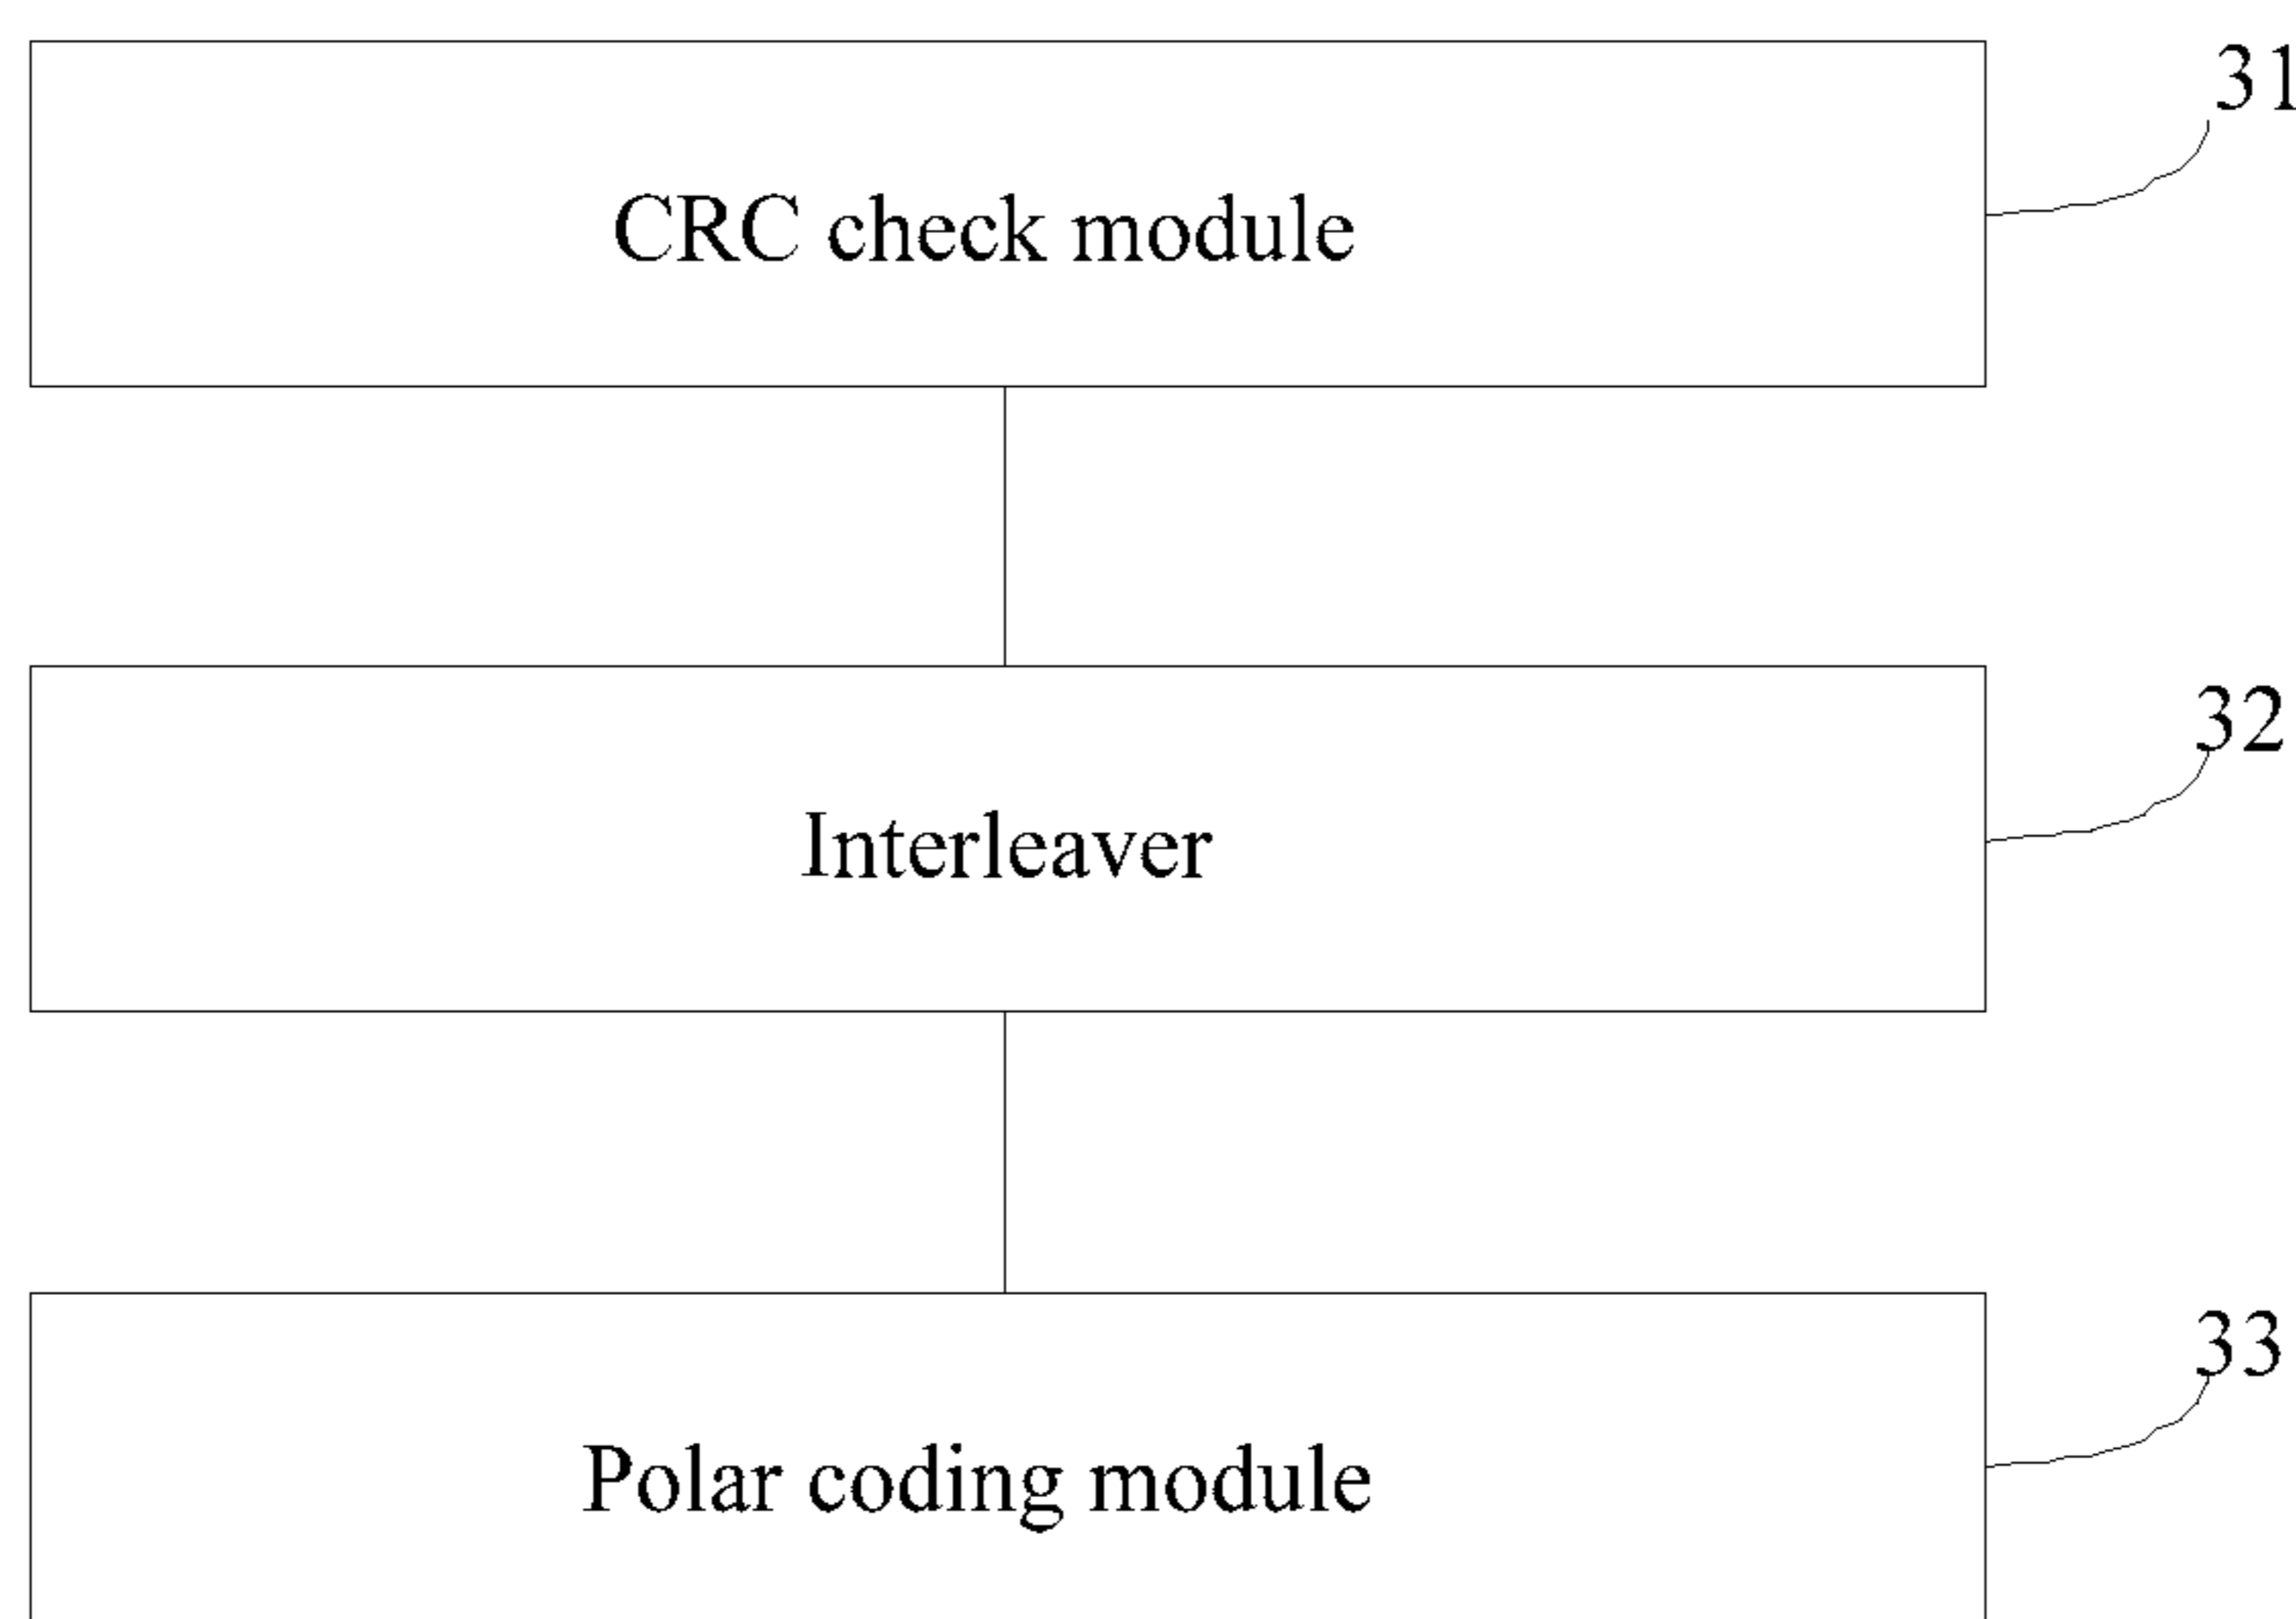 31
CRC check module
32
Interleaver
33
Polar coding module